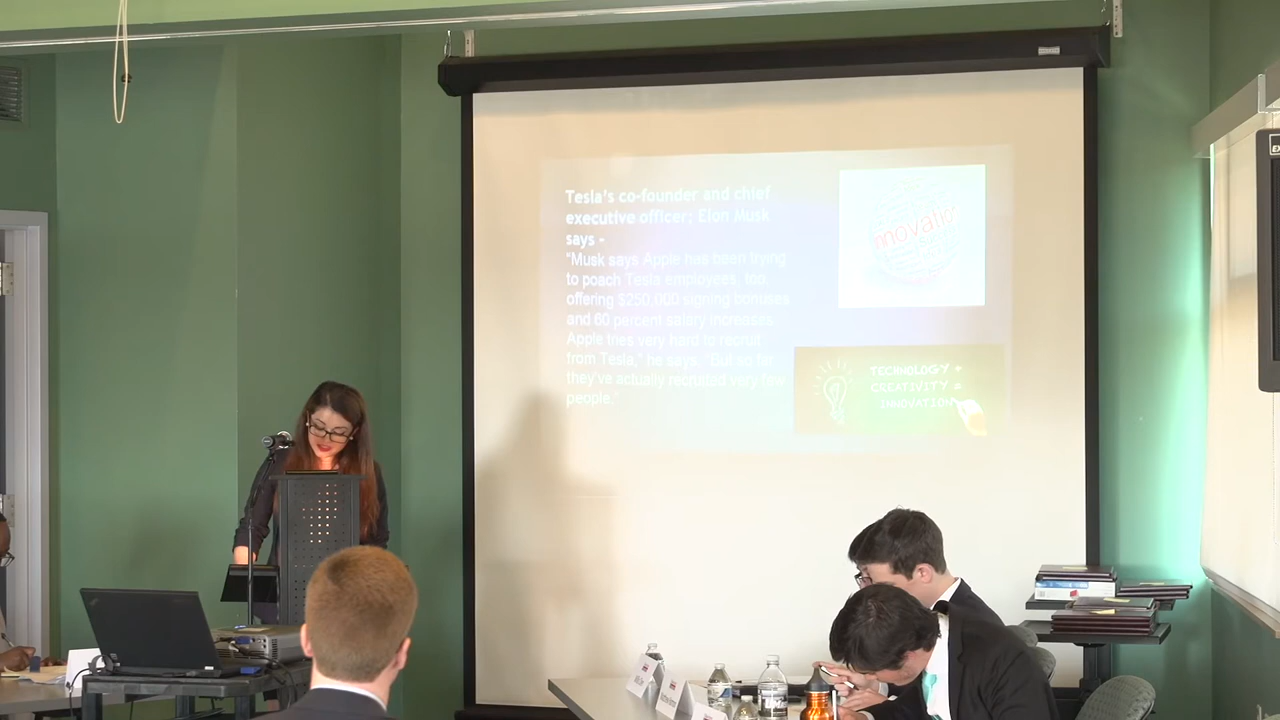 Tesla's co-founder and chief
executive officer; Elon Musk
says -
"Musk says Apple has been trying
to poach Tesla employees, too,
offering $250,000 signing bonuses
and 60 percent salary increases.
Apple tries very hard to recruit
from Tesla," he says. "But so far
they've actually recruited very few
people."
nnovatio
TECHNOLOGY +
CREATIVITY =
INNOVATION